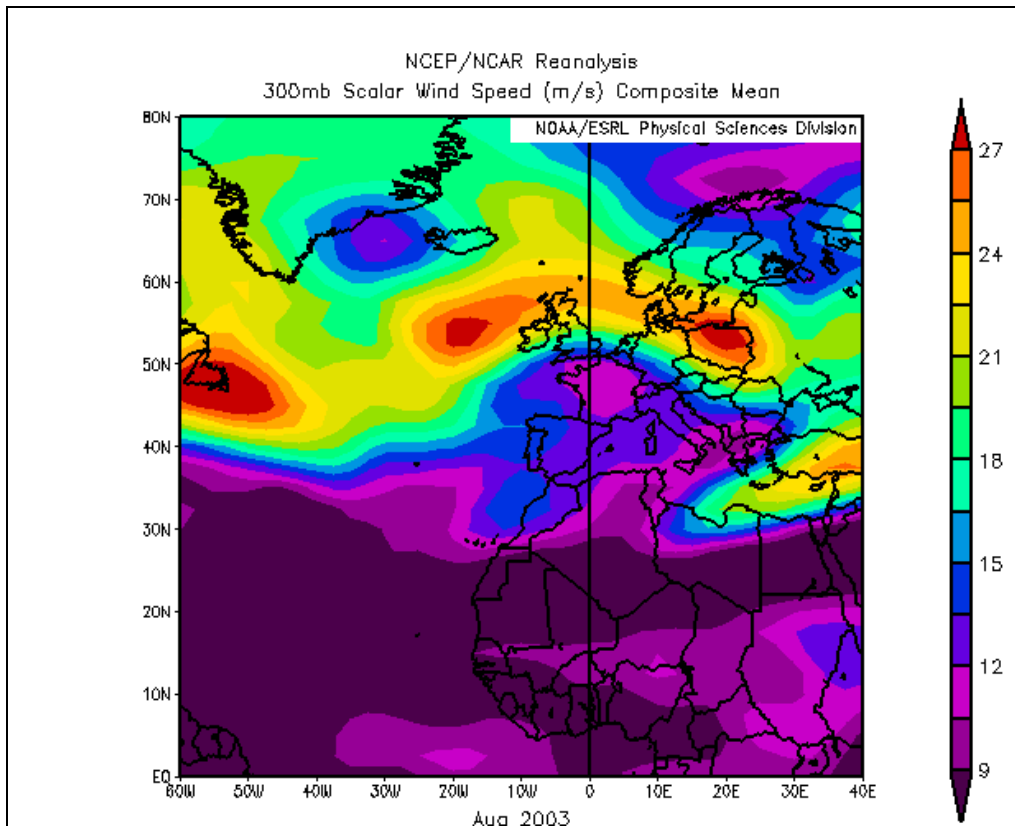 NCEP/NCAR Reanalysis
300mb Scalar Wind Speed (m/s) Composite Mean
NOAA/ESRL Physical Sciences Division
80N
70N
60N
50N
40N
30N
20N
10N
EQ
60W 50W 40W 30W 20W 10W 0 10E 20E 30E 40E
Aug 2003
27
24
21
18
15
12
9